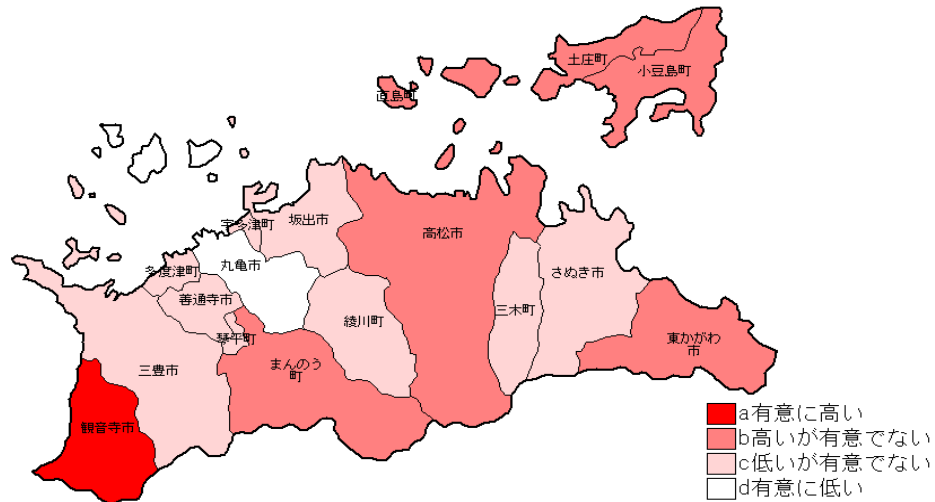 土庄町
小豆島町
直島町
宇多津町
坂出市
高松市
多度津町
丸亀市
さぬき市
善通寺市
綾川町
三木町
琴平町
まんのう
町
東かがわ
市
三豊市
観音寺市
a有意に高い
b高いが有意でない
c低いが有意でない
d有意に低い